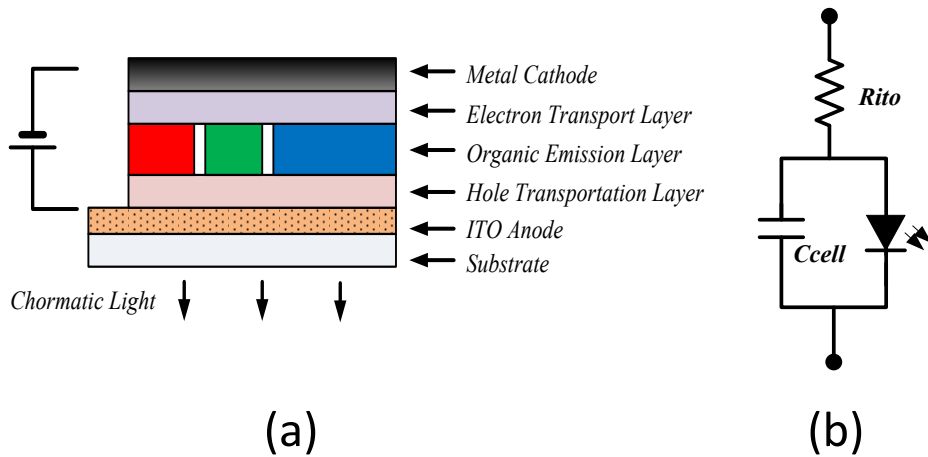 Metal Cathode
Electron Transport Layer
Organic Emission Layer
Hole Transportation Layer
ITO Anode
Substrate
Chormatic Light
(a)
Rito
Ccell
(b)